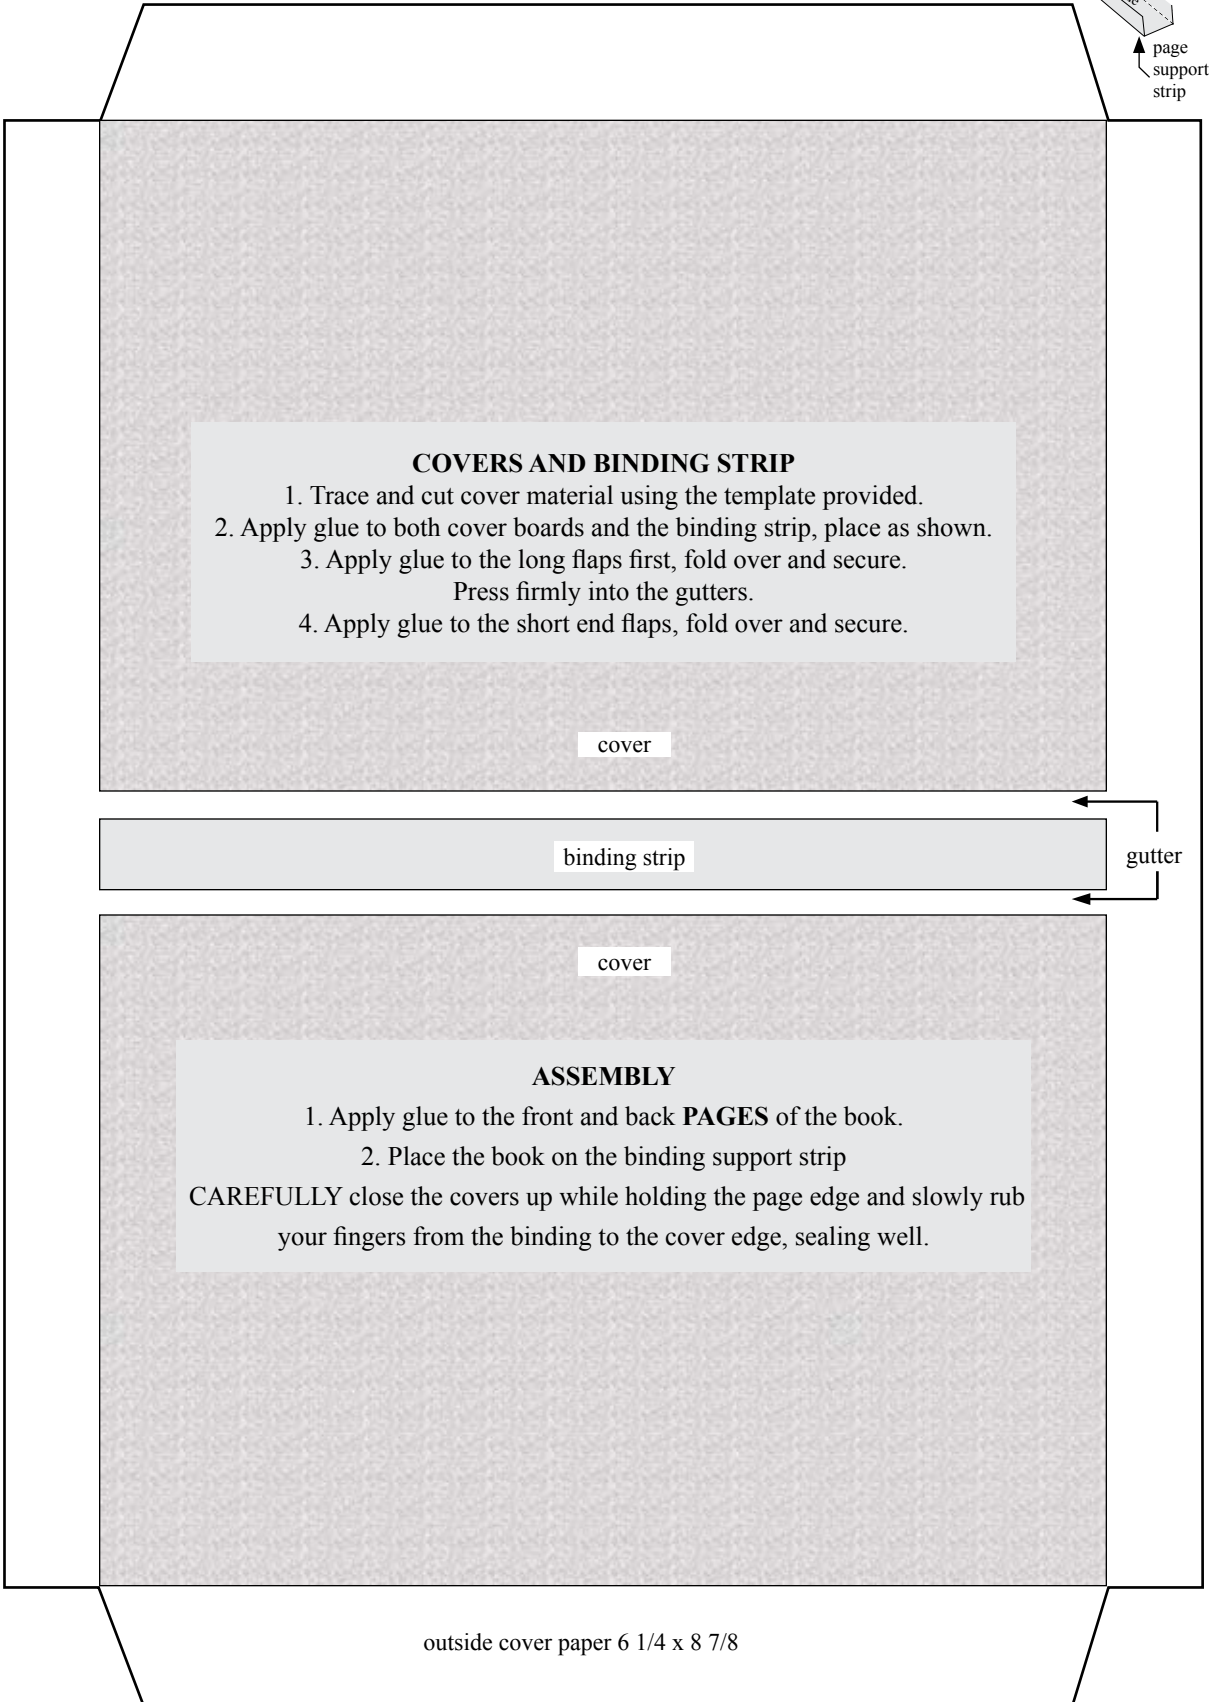 page
support
strip
COVERS AND BINDING STRIP
1. Trace and cut cover material using the template provided.
2. Apply glue to both cover boards and the binding strip, place as shown.
3. Apply glue to the long flaps first, fold over and secure.
Press firmly into the gutters.
4. Apply glue to the short end flaps, fold over and secure.
cover
binding strip
gutter
cover
ASSEMBLY
1. Apply glue to the front and back PAGES of the book.
2. Place the book on the binding support strip
CAREFULLY close the covers up while holding the page edge and slowly rub
your fingers from the binding to the cover edge, sealing well.
outside cover paper 6 1/4 x 8 7/8